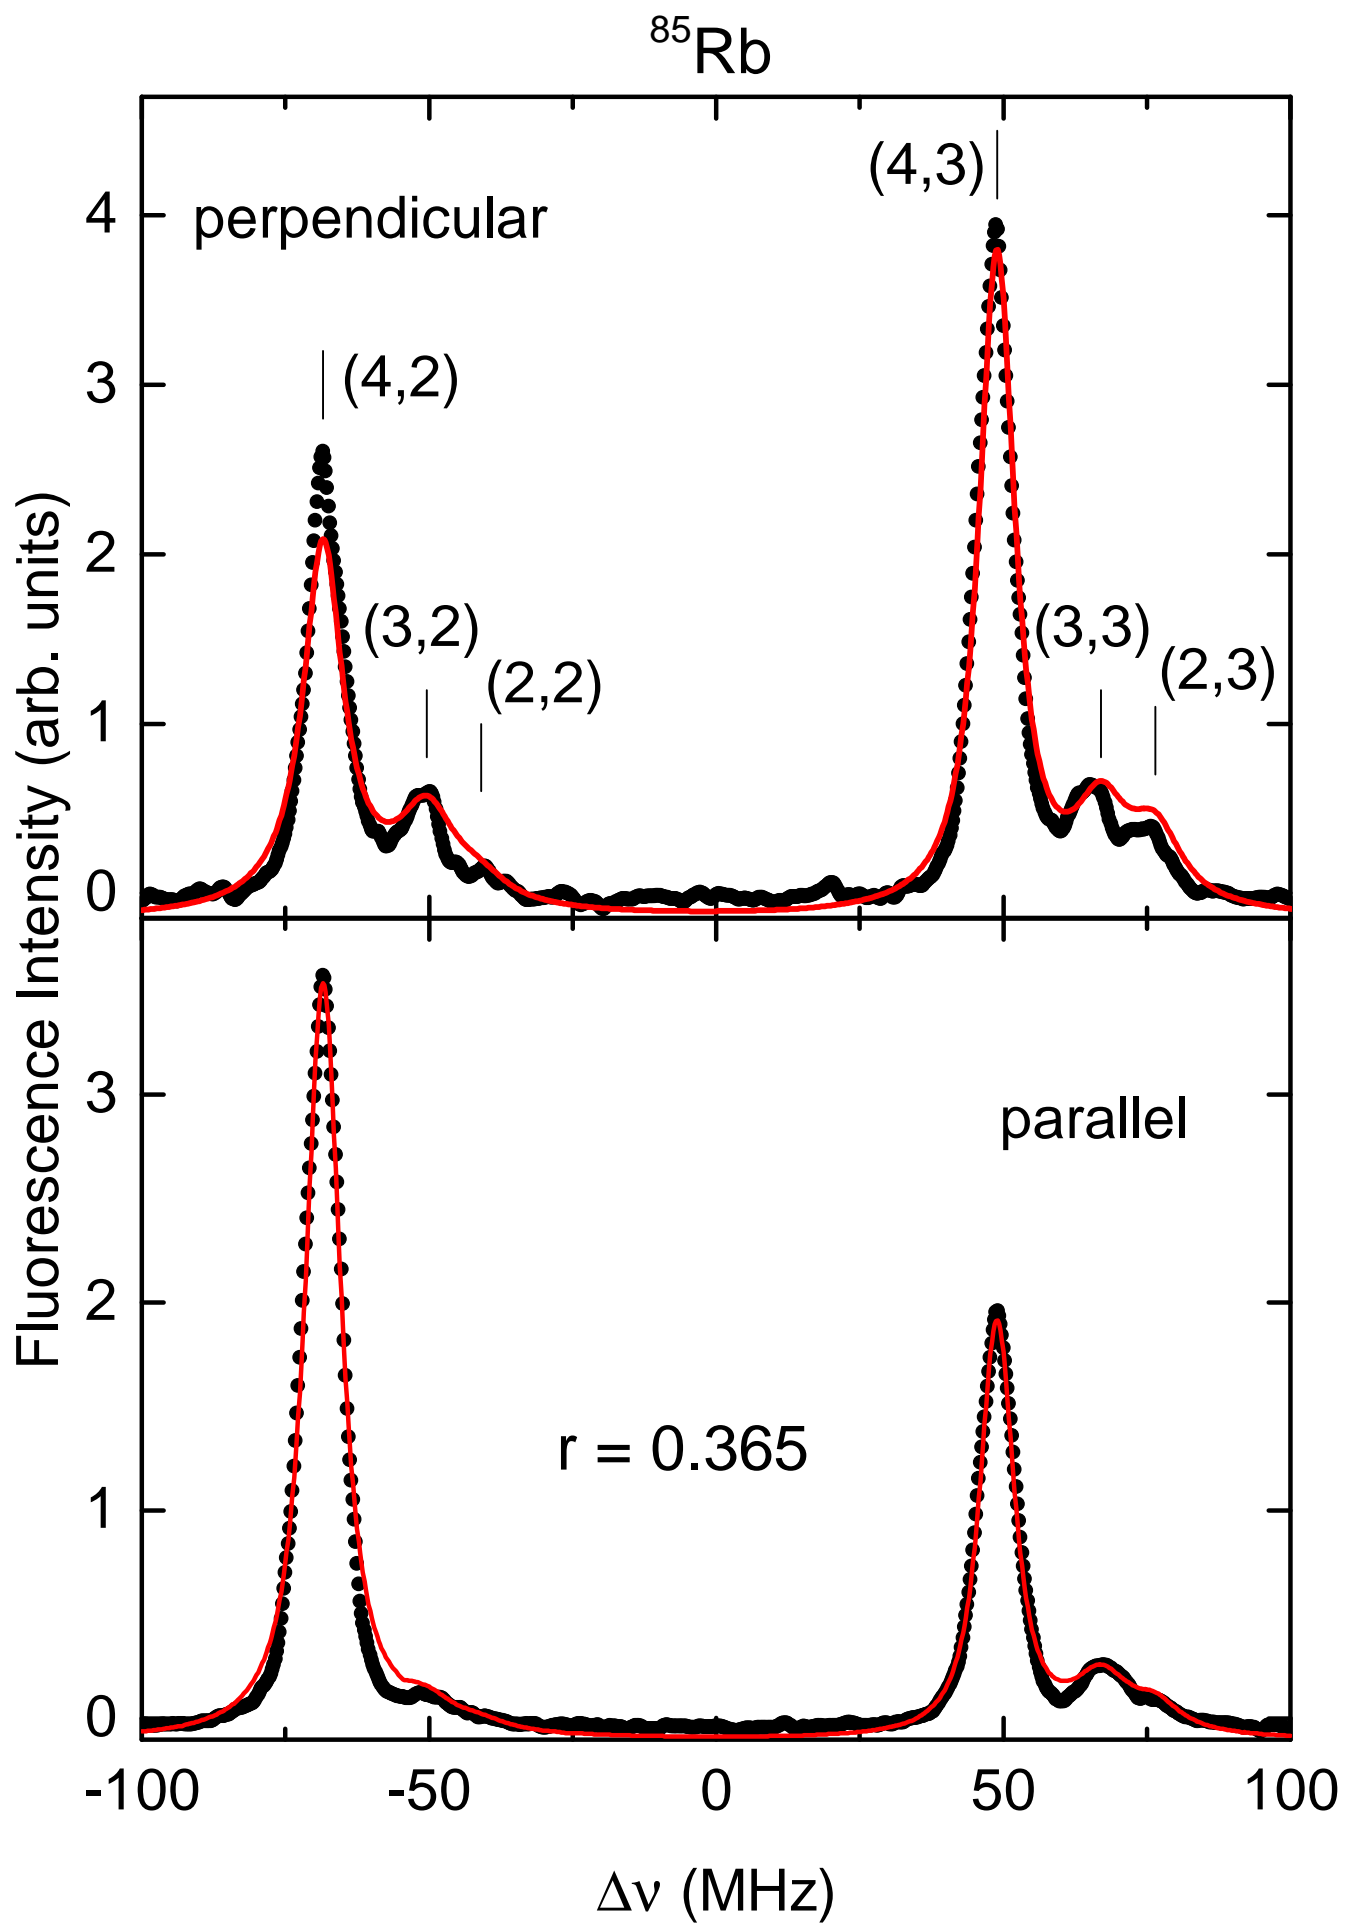 ⁸⁵Rb
Fluorescence Intensity (arb. units)
perpendicular
(4,3)
4
(4,2)
3
2
(3,2)
(3,3)
(2,2)
(2,3)
1
0
3
parallel
2
r = 0.365
1
0
-100 -50 0 50 100
Δν (MHz)